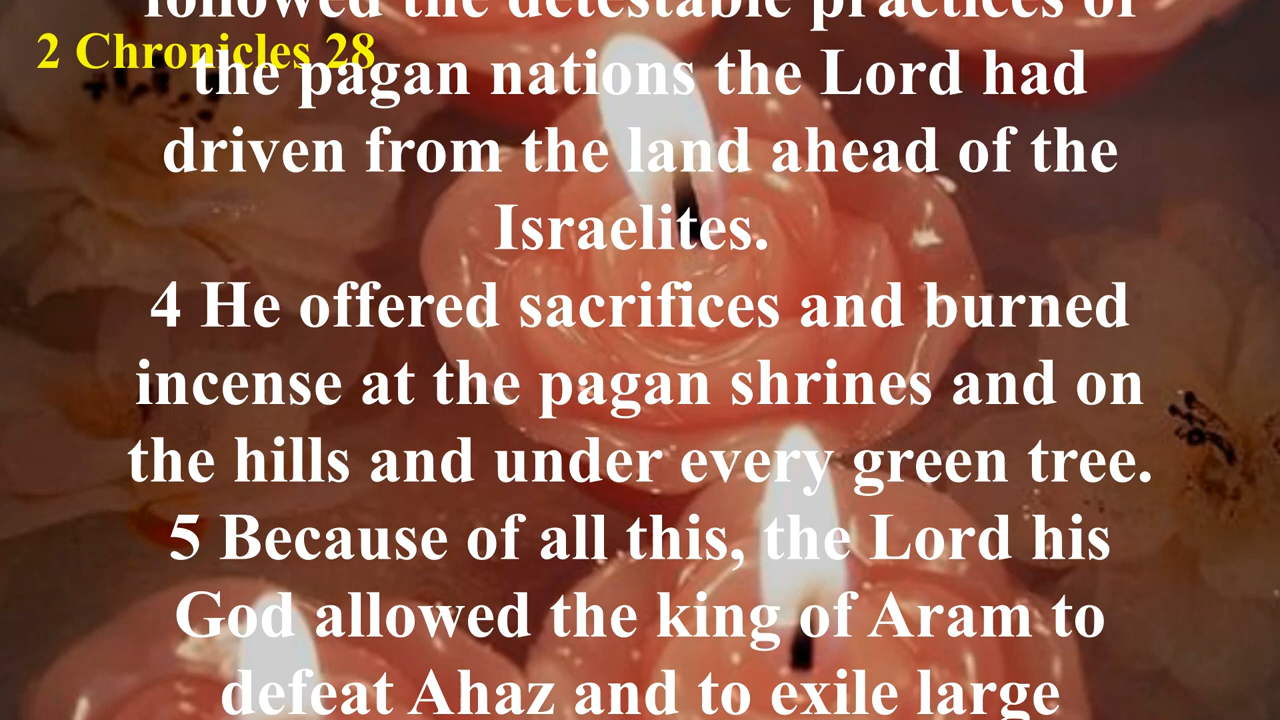 followed the detestable practices of
2 Chronicles 28
the pagan nations the Lord had
driven from the land ahead of the
Israelites.
4 He offered sacrifices and burned
incense at the pagan shrines and on
the hills and under every green tree.
5 Because of all this, the Lord his
God allowed the king of Aram to
defeat Ahaz and to exile large